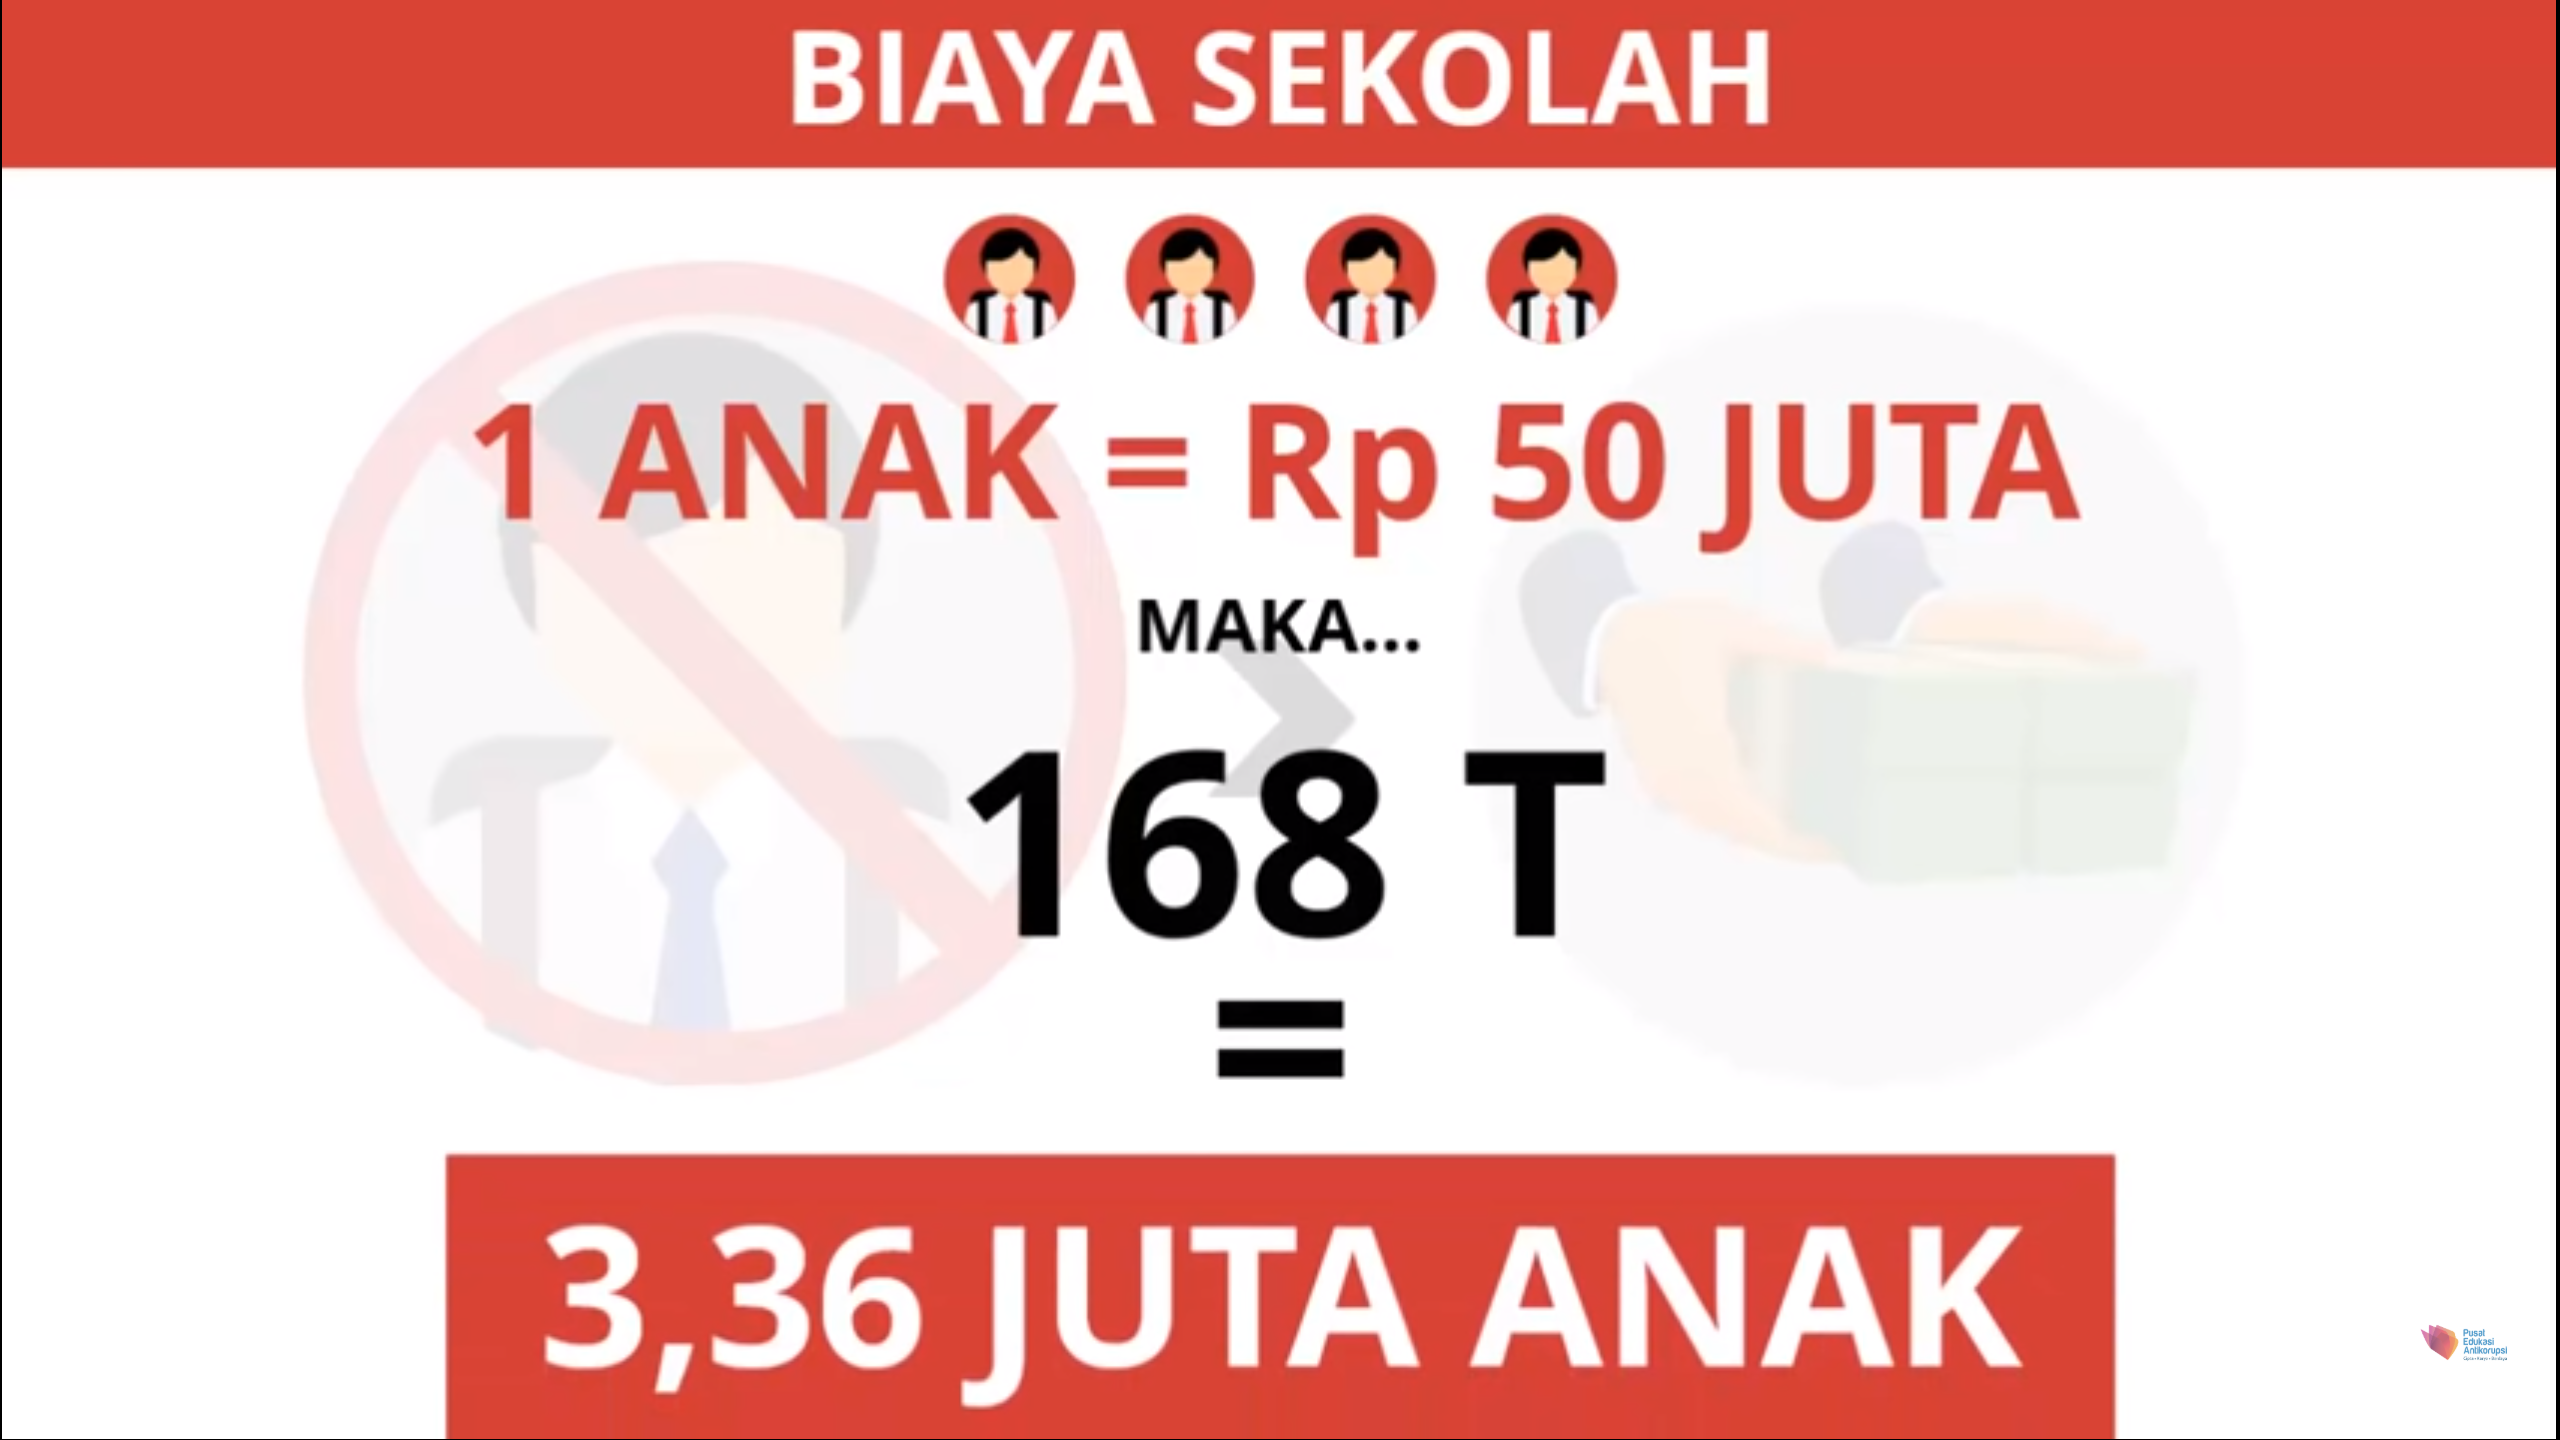 BIAYA SEKOLAH
1 ANAK = Rp 50 JUTA
MAKA...
168 T
=
3,36 JUTA ANAK
Pusat
Edukasi
Antikorupsi